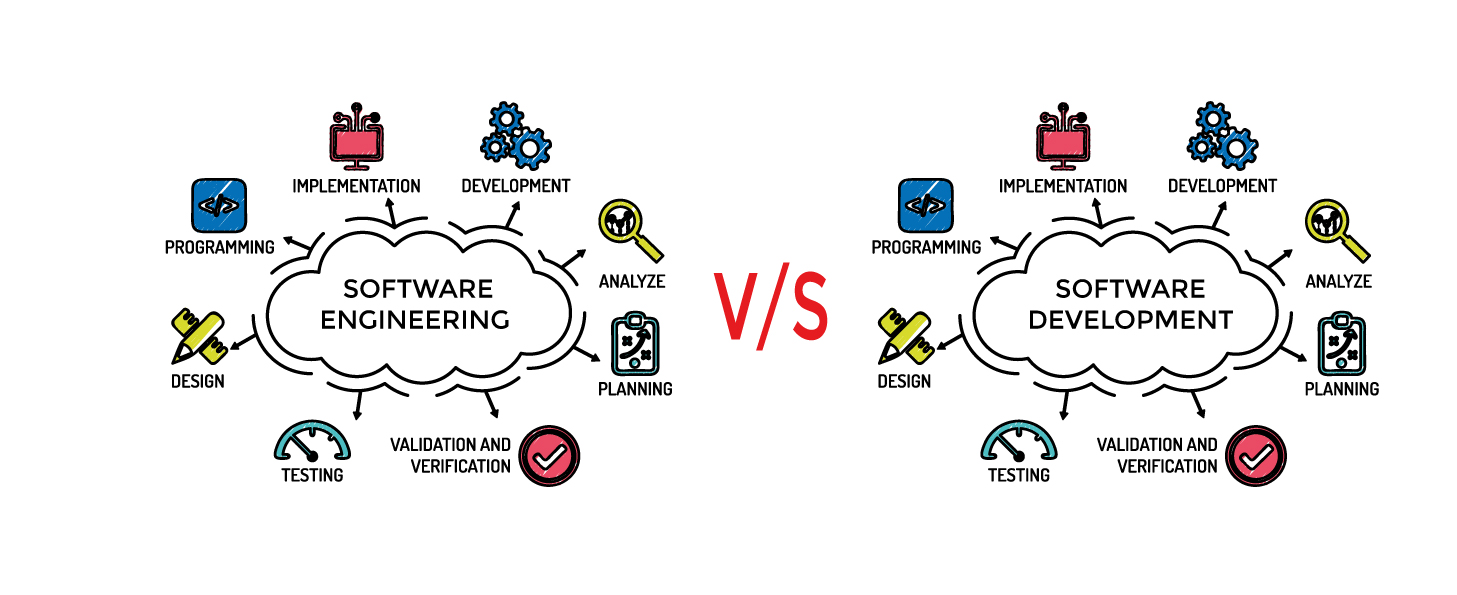 IMPLEMENTATION
DEVELOPMENT
PROGRAMMING
ANALYZE
SOFTWARE
ENGINEERING
DESIGN
PLANNING
TESTING
VALIDATION AND
VERIFICATION
V/S
IMPLEMENTATION
DEVELOPMENT
PROGRAMMING
ANALYZE
SOFTWARE
DEVELOPMENT
DESIGN
PLANNING
TESTING
VALIDATION AND
VERIFICATION